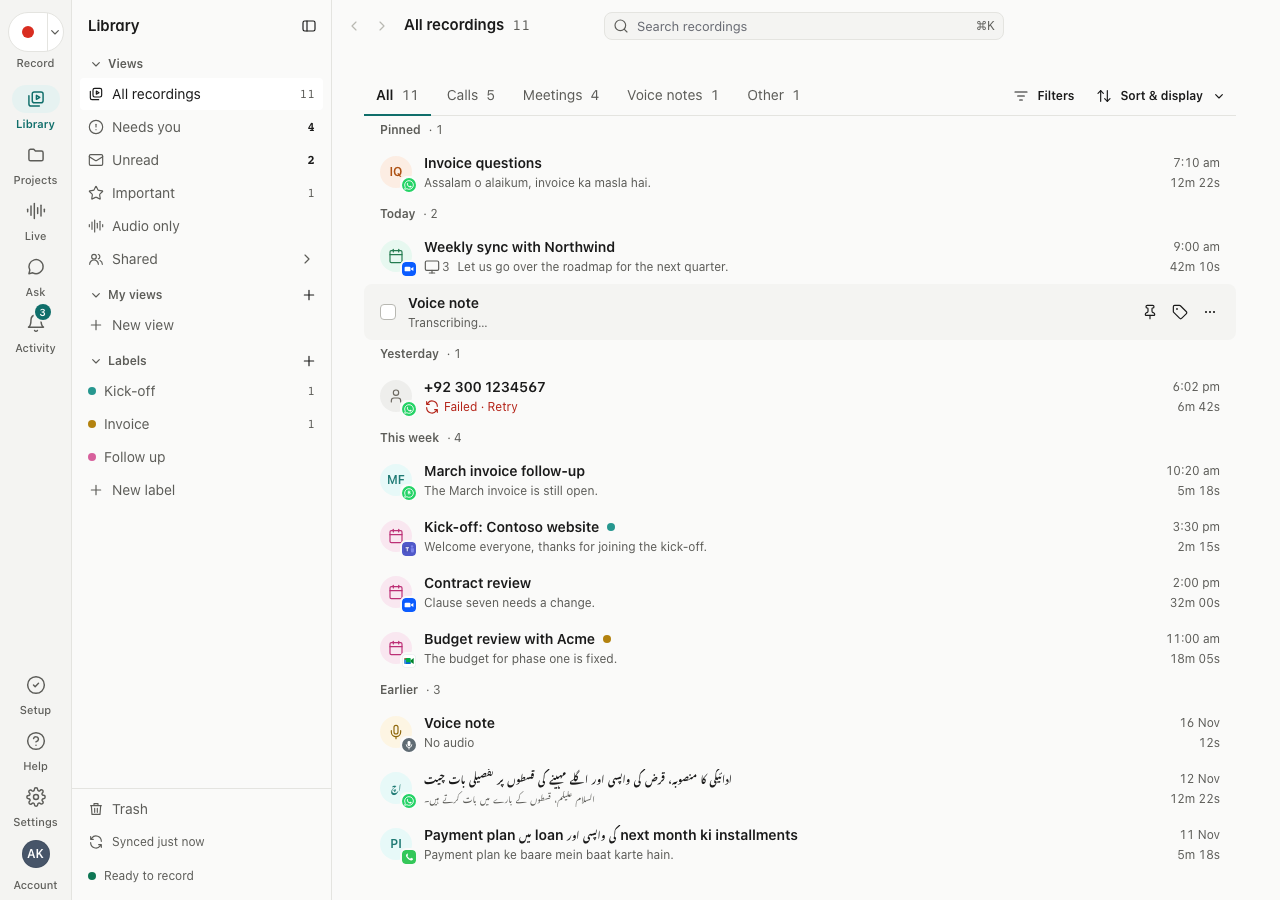 Record
Library
Projects
Live
Ask
3
Activity
Setup
Help
Settings
AK
Account
Library
Views
All recordings 11
Needs you 4
Unread 2
Important 1
Audio only
Shared
My views
New view
Labels
Kick-off 1
Invoice 1
Follow up
New label
Trash
Synced just now
Ready to record
All recordings 11
Search recordings ⌘K
All 11 Calls 5 Meetings 4 Voice notes 1 Other 1 Filters Sort & display
Pinned · 1
IQ Invoice questions 7:10 am
Assalam o alaikum, invoice ka masla hai. 12m 22s
Today · 2
Weekly sync with Northwind 9:00 am
3 Let us go over the roadmap for the next quarter. 42m 10s
Voice note
Transcribing...
Yesterday · 1
+92 300 1234567 6:02 pm
Failed · Retry 6m 42s
This week · 4
MF March invoice follow-up 10:20 am
The March invoice is still open. 5m 18s
Kick-off: Contoso website 3:30 pm
Welcome everyone, thanks for joining the kick-off. 2m 15s
Contract review 2:00 pm
Clause seven needs a change. 32m 00s
Budget review with Acme 11:00 am
The budget for phase one is fixed. 18m 05s
Earlier · 3
Voice note 16 Nov
No audio 12s
اچ ادائیگی کا منصوبہ، قرض کی واپسی اور اگلے مہینے کی قسطوں پر تفصیلی بات چیت 12 Nov
السلام علیکم، قسطوں کے بارے میں بات کرتے ہیں۔ 12m 22s
PI Payment plan میں loan کی واپسی اور next month ki installments 11 Nov
Payment plan ke baare mein baat karte hain. 5m 18s